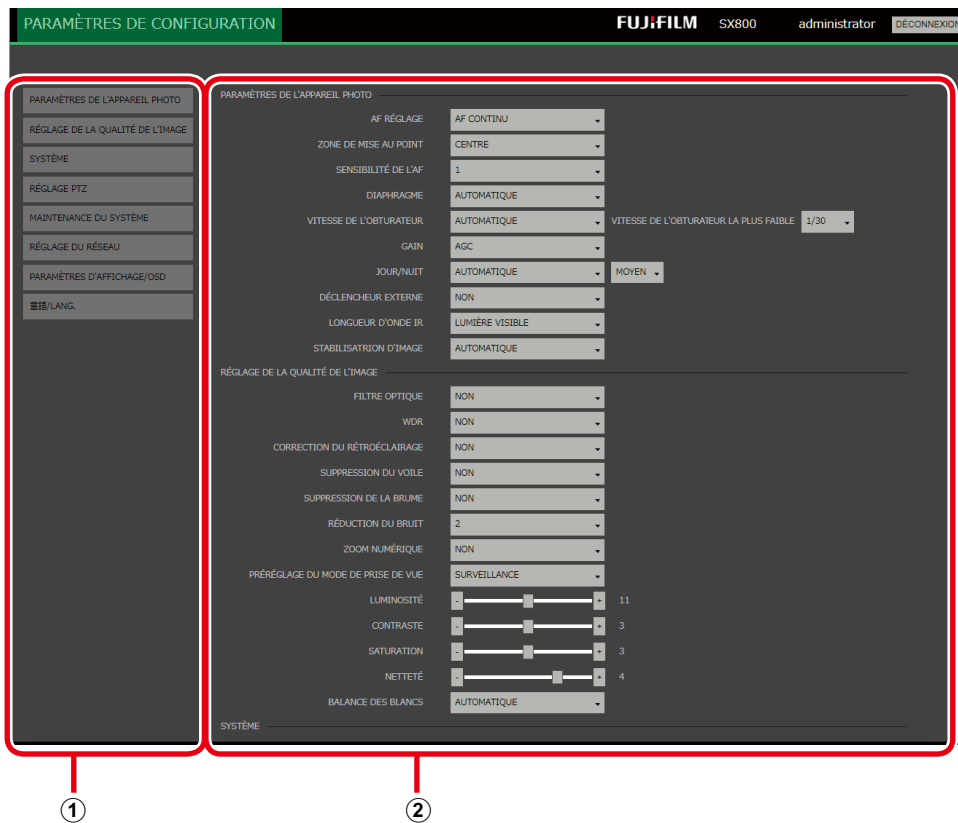 PARAMÈTRES DE CONFIGURATION
FUJIFILM SX800 administrator DÉCONNEXION
PARAMÈTRES DE L'APPAREIL PHOTO
RÉGLAGE DE LA QUALITÉ DE L'IMAGE
SYSTÈME
RÉGLAGE PTZ
MAINTENANCE DU SYSTÈME
RÉGLAGE DU RÉSEAU
PARAMÈTRES D'AFFICHAGE/OSD
言語/LANG.
PARAMÈTRES DE L'APPAREIL PHOTO
AF RÉGLAGE AF CONTINU
ZONE DE MISE AU POINT CENTRE
SENSIBILITÉ DE L'AF 1
DIAPHRAGME AUTOMATIQUE
VITESSE DE L'OBTURATEUR AUTOMATIQUE VITESSE DE L'OBTURATEUR LA PLUS FAIBLE 1/30
GAIN AGC
JOUR/NUIT AUTOMATIQUE MOYEN
DÉCLENCHEUR EXTERNE NON
LONGUEUR D'ONDE IR LUMIÈRE VISIBLE
STABILISATRION D'IMAGE AUTOMATIQUE
RÉGLAGE DE LA QUALITÉ DE L'IMAGE
FILTRE OPTIQUE NON
WDR NON
CORRECTION DU RÉTROÉCLAIRAGE NON
SUPPRESSION DU VOILE NON
SUPPRESSION DE LA BRUME NON
RÉDUCTION DU BRUIT 2
ZOOM NUMÉRIQUE NON
PRÉRÉGLAGE DU MODE DE PRISE DE VUE SURVEILLANCE
LUMINOSITÉ - + 11
CONTRASTE - + 3
SATURATION - + 3
NETTETÉ - + 4
BALANCE DES BLANCS AUTOMATIQUE
SYSTÈME
① ②